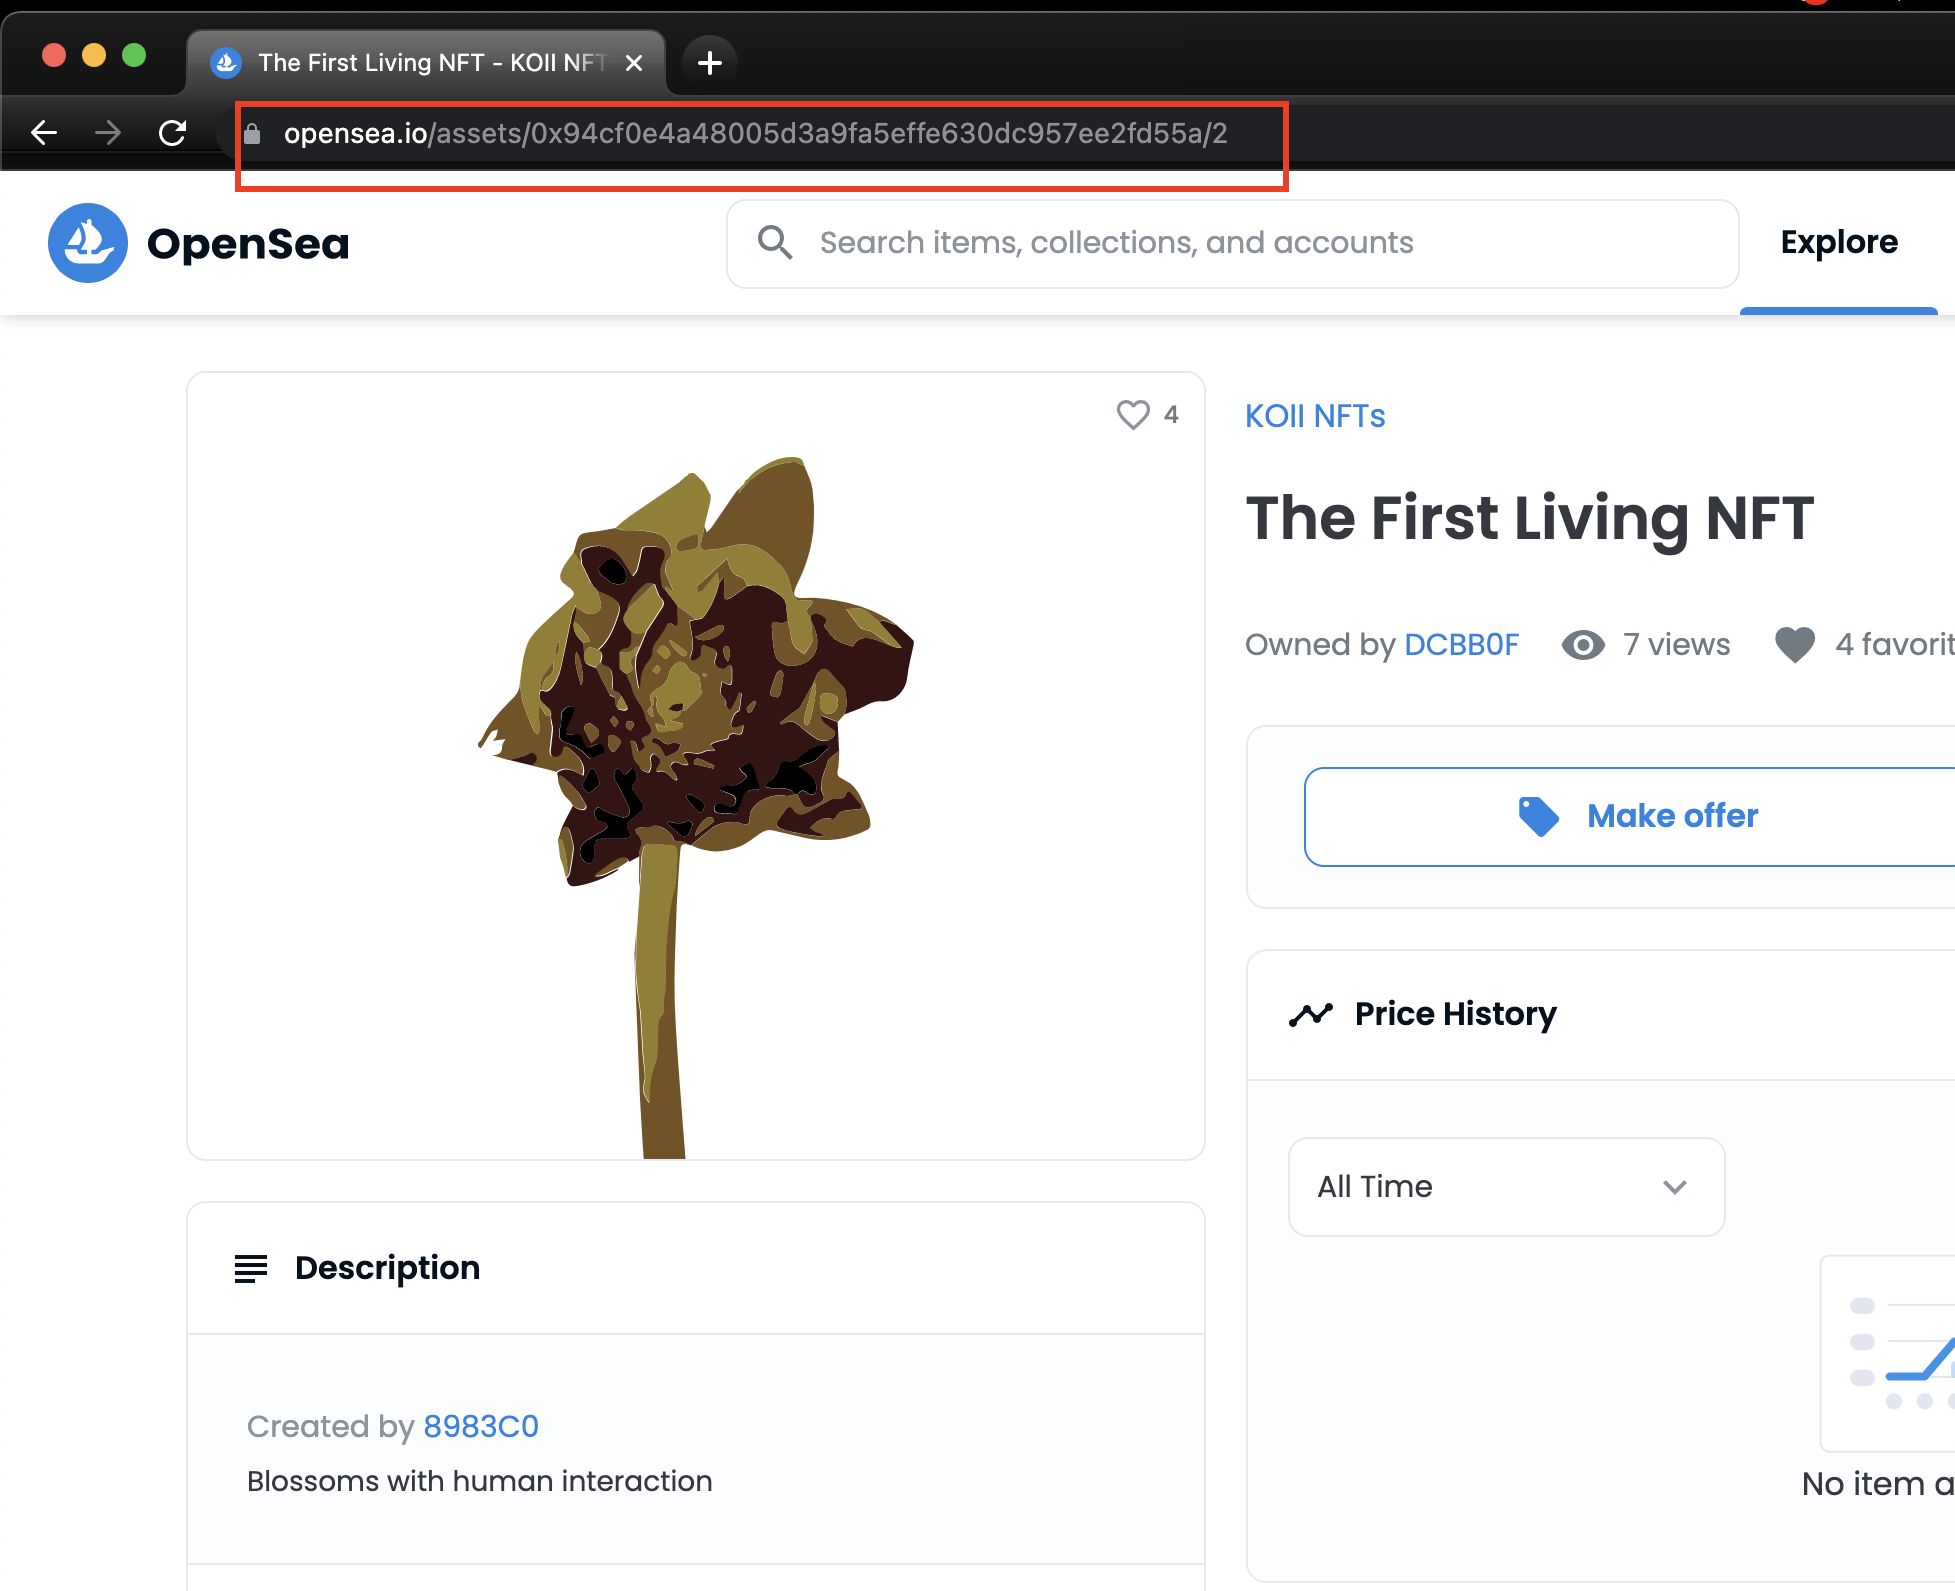 The First Living NFT - KOII NFT
opensea.io/assets/0x94cf0e4a48005d3a9fa5effe630dc957ee2fd55a/2
OpenSea
Search items, collections, and accounts
Explore
4
KOII NFTs
The First Living NFT
Owned by DCBB0F 7 views 4 favorit
Make offer
Price History
All Time
No item a
Description
Created by 8983C0
Blossoms with human interaction